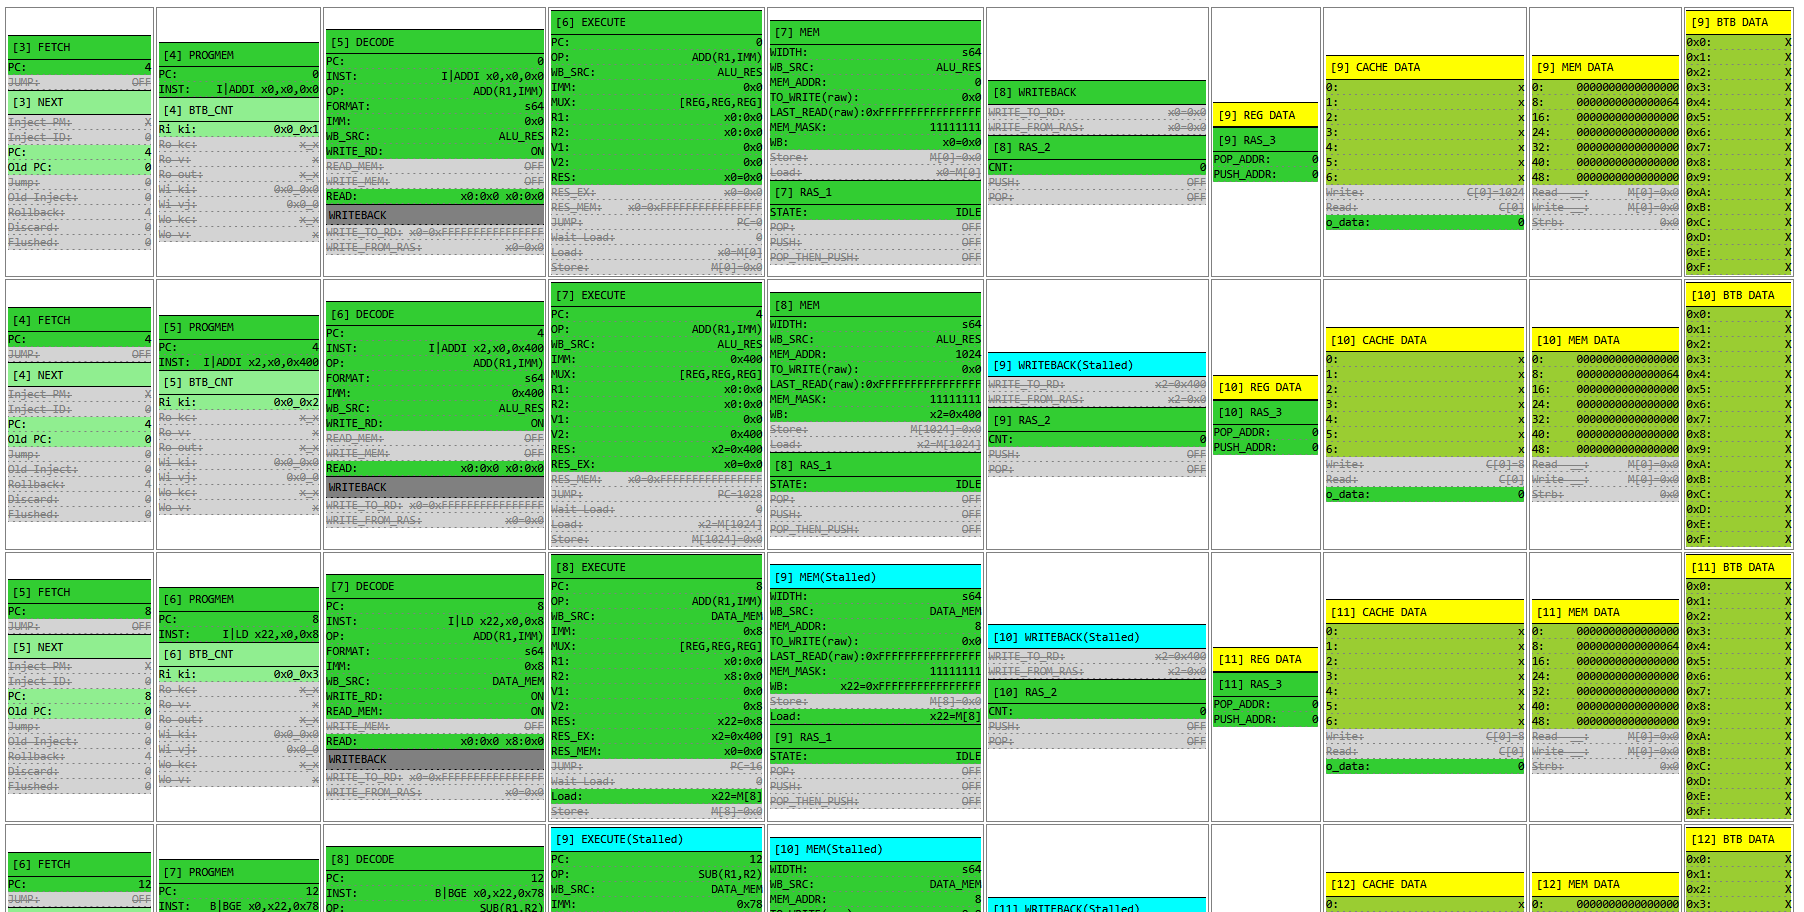 [3] FETCH
PC: 4
JUMP: OFF
[3] NEXT
Inject PM: X
Inject ID: 0
PC: 4
Old PC: 0
Jump: 0
Old Inject: 0
Rollback: 4
Discard: 0
Flushed: 0
[4] PROGMEM
PC: 0
INST: I|ADDI x0,x0,0x0
[4] BTB_CNT
Ri ki: 0x0_0x1
Ro kc: x_x
Ro v: x
Ro out: x_x
Wi ki: 0x0_0x0
Wi vj: 0x0_0
Wo kc: x_x
Wo v: x
[5] DECODE
PC: 0
INST: I|ADDI x0,x0,0x0
OP: ADD(R1,IMM)
FORMAT: s64
IMM: 0x0
WB_SRC: ALU_RES
WRITE_RD: ON
READ_MEM: OFF
WRITE_MEM: OFF
READ: x0:0x0 x0:0x0
WRITEBACK
WRITE_TO_RD: x0=0xFFFFFFFFFFFFFFFF
WRITE_FROM_RAS: x0=0x0
[6] EXECUTE
PC: 0
OP: ADD(R1,IMM)
WB_SRC: ALU_RES
IMM: 0x0
MUX: [REG,REG,REG]
R1: x0:0x0
R2: x0:0x0
V1: 0x0
V2: 0x0
RES: x0=0x0
RES_EX: x0=0x0
RES_MEM: x0=0xFFFFFFFFFFFFFFFF
JUMP: PC=0
Wait Load: 0
Load: x0=M[0]
Store: M[0]=0x0
[7] MEM
WIDTH: s64
WB_SRC: ALU_RES
MEM_ADDR: 0
TO_WRITE(raw): 0x0
LAST_READ(raw):0xFFFFFFFFFFFFFFFF
MEM_MASK: 11111111
WB: x0=0x0
Store: M[0]=0x0
Load: x0=M[0]
[7] RAS_1
STATE: IDLE
POP: OFF
PUSH: OFF
POP_THEN_PUSH: OFF
[8] WRITEBACK
WRITE_TO_RD: x0=0x0
WRITE_FROM_RAS: x0=0x0
[8] RAS_2
CNT: 0
PUSH: OFF
POP: OFF
[9] REG DATA
[9] RAS_3
POP_ADDR: 0
PUSH_ADDR: 0
[9] CACHE DATA
0: x
1: x
2: x
3: x
4: x
5: x
6: x
Write: C[0]=1024
Read: C[0]
o_data: 0
[9] MEM DATA
0: 0000000000000000
8: 0000000000000064
16: 0000000000000000
24: 0000000000000000
32: 0000000000000000
40: 0000000000000000
48: 0000000000000000
Read __: M[0]=0x0
Write __: M[0]=0x0
Strb: 0x0
[9] BTB DATA
0x0: X
0x1: X
0x2: X
0x3: X
0x4: X
0x5: X
0x6: X
0x7: X
0x8: X
0x9: X
0xA: X
0xB: X
0xC: X
0xD: X
0xE: X
0xF: X
[4] FETCH
PC: 4
JUMP: OFF
[4] NEXT
Inject PM: X
Inject ID: 0
PC: 4
Old PC: 0
Jump: 0
Old Inject: 0
Rollback: 4
Discard: 0
Flushed: 0
[5] PROGMEM
PC: 4
INST: I|ADDI x2,x0,0x400
[5] BTB_CNT
Ri ki: 0x0_0x2
Ro kc: x_x
Ro v: x
Ro out: x_x
Wi ki: 0x0_0x0
Wi vj: 0x0_0
Wo kc: x_x
Wo v: x
[6] DECODE
PC: 4
INST: I|ADDI x2,x0,0x400
OP: ADD(R1,IMM)
FORMAT: s64
IMM: 0x400
WB_SRC: ALU_RES
WRITE_RD: ON
READ_MEM: OFF
WRITE_MEM: OFF
READ: x0:0x0 x0:0x0
WRITEBACK
WRITE_TO_RD: x0=0xFFFFFFFFFFFFFFFF
WRITE_FROM_RAS: x0=0x0
[7] EXECUTE
PC: 4
OP: ADD(R1,IMM)
WB_SRC: ALU_RES
IMM: 0x400
MUX: [REG,REG,REG]
R1: x0:0x0
R2: x0:0x0
V1: 0x0
V2: 0x400
RES: x2=0x400
RES_EX: x0=0x0
RES_MEM: x0=0xFFFFFFFFFFFFFFFF
JUMP: PC=1028
Wait Load: 0
Load: x2=M[1024]
Store: M[1024]=0x0
[8] MEM
WIDTH: s64
WB_SRC: ALU_RES
MEM_ADDR: 1024
TO_WRITE(raw): 0x0
LAST_READ(raw):0xFFFFFFFFFFFFFFFF
MEM_MASK: 11111111
WB: x2=0x400
Store: M[1024]=0x0
Load: x2=M[1024]
[8] RAS_1
STATE: IDLE
POP: OFF
PUSH: OFF
POP_THEN_PUSH: OFF
[9] WRITEBACK(Stalled)
WRITE_TO_RD: x2=0x400
WRITE_FROM_RAS: x2=0x0
[9] RAS_2
CNT: 0
PUSH: OFF
POP: OFF
[10] REG DATA
[10] RAS_3
POP_ADDR: 0
PUSH_ADDR: 0
[10] CACHE DATA
0: x
1: x
2: x
3: x
4: x
5: x
6: x
Write: C[0]=8
Read: C[0]
o_data: 0
[10] MEM DATA
0: 0000000000000000
8: 0000000000000064
16: 0000000000000000
24: 0000000000000000
32: 0000000000000000
40: 0000000000000000
48: 0000000000000000
Read __: M[0]=0x0
Write __: M[0]=0x0
Strb: 0x0
[10] BTB DATA
0x0: X
0x1: X
0x2: X
0x3: X
0x4: X
0x5: X
0x6: X
0x7: X
0x8: X
0x9: X
0xA: X
0xB: X
0xC: X
0xD: X
0xE: X
0xF: X
[5] FETCH
PC: 8
JUMP: OFF
[5] NEXT
Inject PM: X
Inject ID: 0
PC: 8
Old PC: 0
Jump: 0
Old Inject: 0
Rollback: 4
Discard: 0
Flushed: 0
[6] PROGMEM
PC: 8
INST: I|LD x22,x0,0x8
[6] BTB_CNT
Ri ki: 0x0_0x3
Ro kc: x_x
Ro v: x
Ro out: x_x
Wi ki: 0x0_0x0
Wi vj: 0x0_0
Wo kc: x_x
Wo v: x
[7] DECODE
PC: 8
INST: I|LD x22,x0,0x8
OP: ADD(R1,IMM)
FORMAT: s64
IMM: 0x8
WB_SRC: DATA_MEM
WRITE_RD: ON
READ_MEM: ON
WRITE_MEM: OFF
READ: x0:0x0 x8:0x0
WRITEBACK
WRITE_TO_RD: x0=0xFFFFFFFFFFFFFFFF
WRITE_FROM_RAS: x0=0x0
[8] EXECUTE
PC: 8
OP: ADD(R1,IMM)
WB_SRC: DATA_MEM
IMM: 0x8
MUX: [REG,REG,REG]
R1: x0:0x0
R2: x8:0x0
V1: 0x0
V2: 0x8
RES: x22=0x8
RES_EX: x2=0x400
RES_MEM: x0=0x0
JUMP: PC=16
Wait Load: 0
Load: x22=M[8]
Store: M[8]=0x0
[9] MEM(Stalled)
WIDTH: s64
WB_SRC: DATA_MEM
MEM_ADDR: 8
TO_WRITE(raw): 0x0
LAST_READ(raw):0xFFFFFFFFFFFFFFFF
MEM_MASK: 11111111
WB: x22=0xFFFFFFFFFFFFFFFF
Store: M[8]=0x0
Load: x22=M[8]
[9] RAS_1
STATE: IDLE
POP: OFF
PUSH: OFF
POP_THEN_PUSH: OFF
[10] WRITEBACK(Stalled)
WRITE_TO_RD: x2=0x400
WRITE_FROM_RAS: x2=0x0
[10] RAS_2
CNT: 0
PUSH: OFF
POP: OFF
[11] REG DATA
[11] RAS_3
POP_ADDR: 0
PUSH_ADDR: 0
[11] CACHE DATA
0: x
1: x
2: x
3: x
4: x
5: x
6: x
Write: C[0]=8
Read: C[0]
o_data: 0
[11] MEM DATA
0: 0000000000000000
8: 0000000000000064
16: 0000000000000000
24: 0000000000000000
32: 0000000000000000
40: 0000000000000000
48: 0000000000000000
Read __: M[0]=0x0
Write __: M[0]=0x0
Strb: 0x0
[11] BTB DATA
0x0: X
0x1: X
0x2: X
0x3: X
0x4: X
0x5: X
0x6: X
0x7: X
0x8: X
0x9: X
0xA: X
0xB: X
0xC: X
0xD: X
0xE: X
0xF: X
[6] FETCH
PC: 12
JUMP: OFF
[7] PROGMEM
PC: 12
INST: B|BGE x0,x22,0x78
[8] DECODE
PC: 12
INST: B|BGE x0,x22,0x78
OP: SUB(R1,R2)
[9] EXECUTE(Stalled)
PC: 12
OP: SUB(R1,R2)
WB_SRC: DATA_MEM
IMM: 0x78
[10] MEM(Stalled)
WIDTH: s64
WB_SRC: DATA_MEM
MEM_ADDR: 8
[11] WRITEBACK(Stalled)
[12] CACHE DATA
0: x
[12] MEM DATA
0: 0000000000000000
[12] BTB DATA
0x0: X
0x1: X
0x2: X
0x3: X